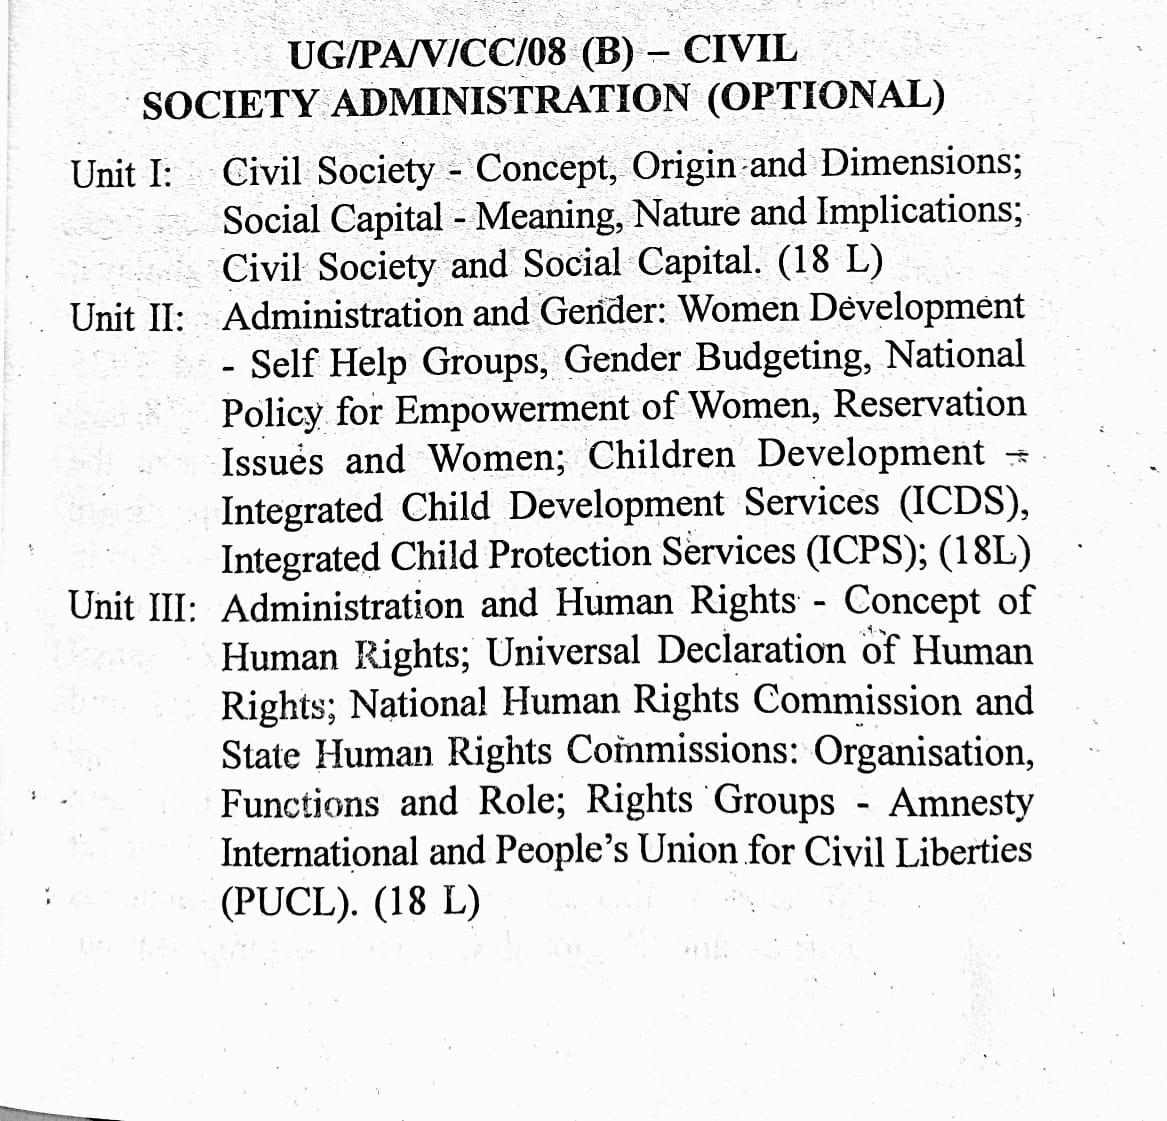 UG/PA/V/CC/08 (B) – CIVIL
SOCIETY ADMINISTRATION (OPTIONAL)
Unit I: Civil Society - Concept, Origin and Dimensions;
Social Capital - Meaning, Nature and Implications;
Civil Society and Social Capital. (18 L)
Unit II: Administration and Gender: Women Development
- Self Help Groups, Gender Budgeting, National
Policy for Empowerment of Women, Reservation
Issues and Women; Children Development -
Integrated Child Development Services (ICDS),
Integrated Child Protection Services (ICPS); (18L)
Unit III: Administration and Human Rights - Concept of
Human Rights; Universal Declaration of Human
Rights; National Human Rights Commission and
State Human Rights Commissions: Organisation,
Functions and Role; Rights Groups - Amnesty
International and People's Union for Civil Liberties
(PUCL). (18 L)